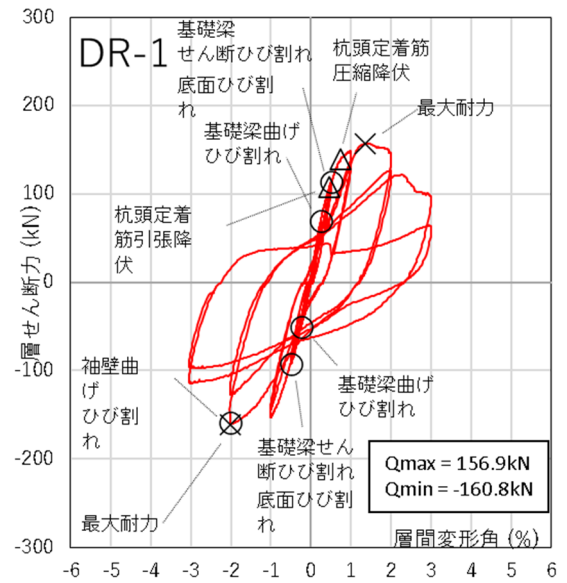 300
200
100
0
-100
-200
-300
層せん断力 (kN)
DR-1
基礎梁
せん断ひび割れ
底面ひび割
れ
杭頭定着筋
圧縮降伏
最大耐力
基礎梁曲げ
ひび割れ
杭頭定着
筋引張降
伏
袖壁曲
げ
ひび割
れ
最大耐力
基礎梁曲げ
ひび割れ
基礎梁せん
断ひび割れ
底面ひび割
れ
Qmax = 156.9kN
Qmin = -160.8kN
層間変形角 (%)
-6 -5 -4 -3 -2 -1 0 1 2 3 4 5 6